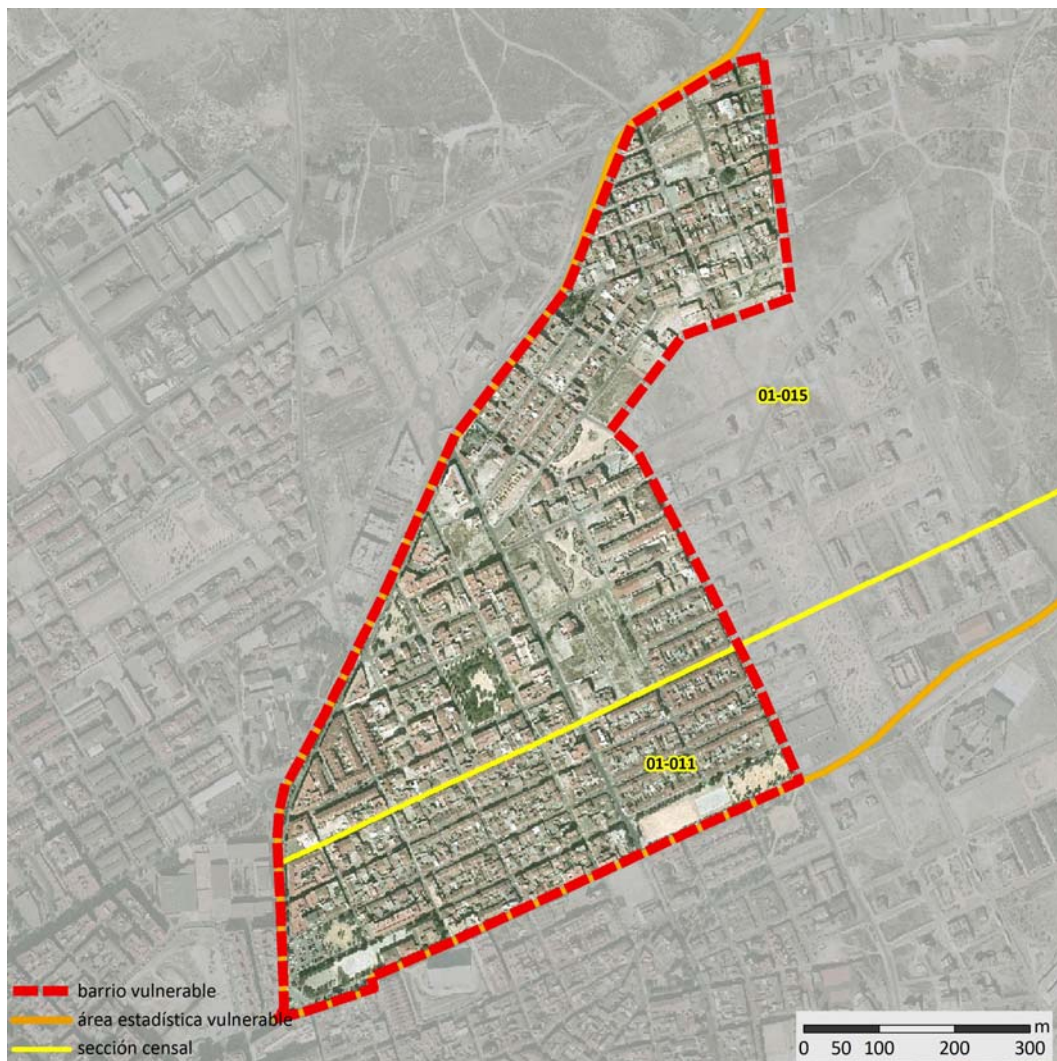 01-015
01-011
barrio vulnerable
área estadística vulnerable
sección censal
m
0 50 100 200 300